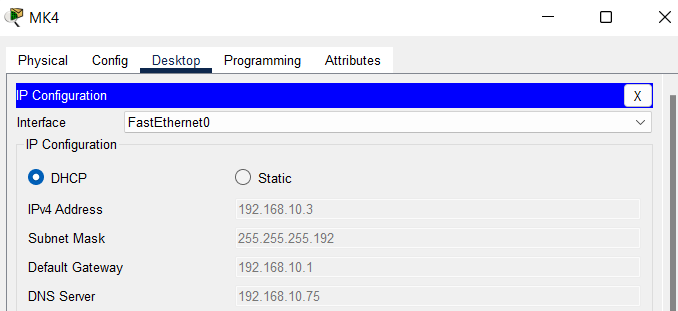 MK4
Physical Config Desktop Programming Attributes
IP Configuration X
Interface FastEthernet0
IP Configuration
DHCP Static
IPv4 Address 192.168.10.3
Subnet Mask 255.255.255.192
Default Gateway 192.168.10.1
DNS Server 192.168.10.75